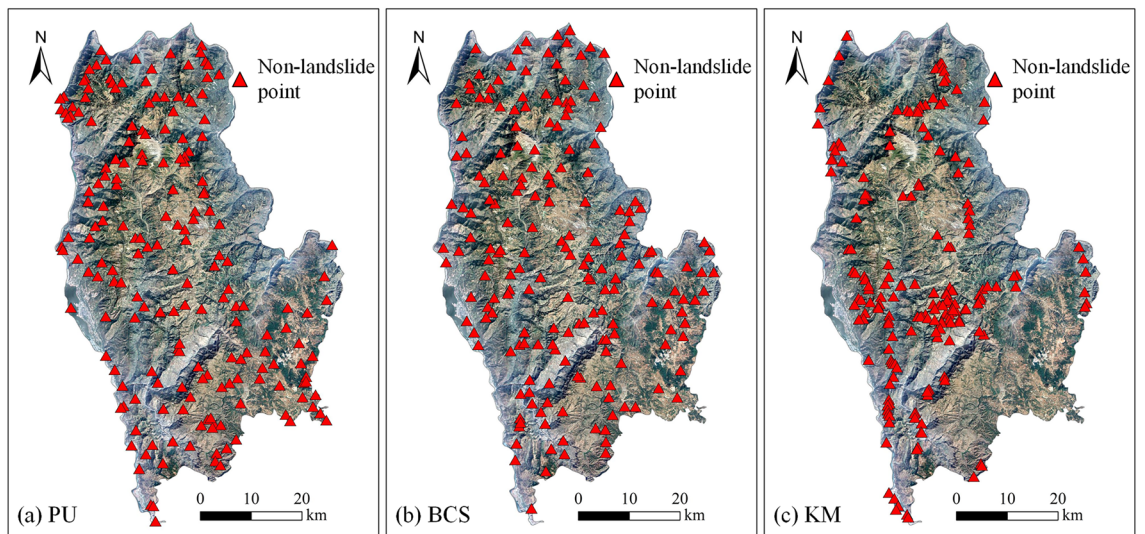 N
Non-landslide
point
0 10 20
km
(a) PU
N
Non-landslide
point
0 10 20
km
(b) BCS
N
Non-landslide
point
0 10 20
km
(c) KM